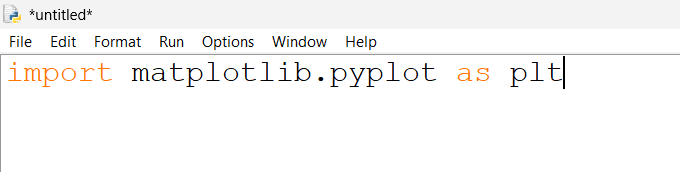 *untitled*
File Edit Format Run Options Window Help
import matplotlib.pyplot as plt